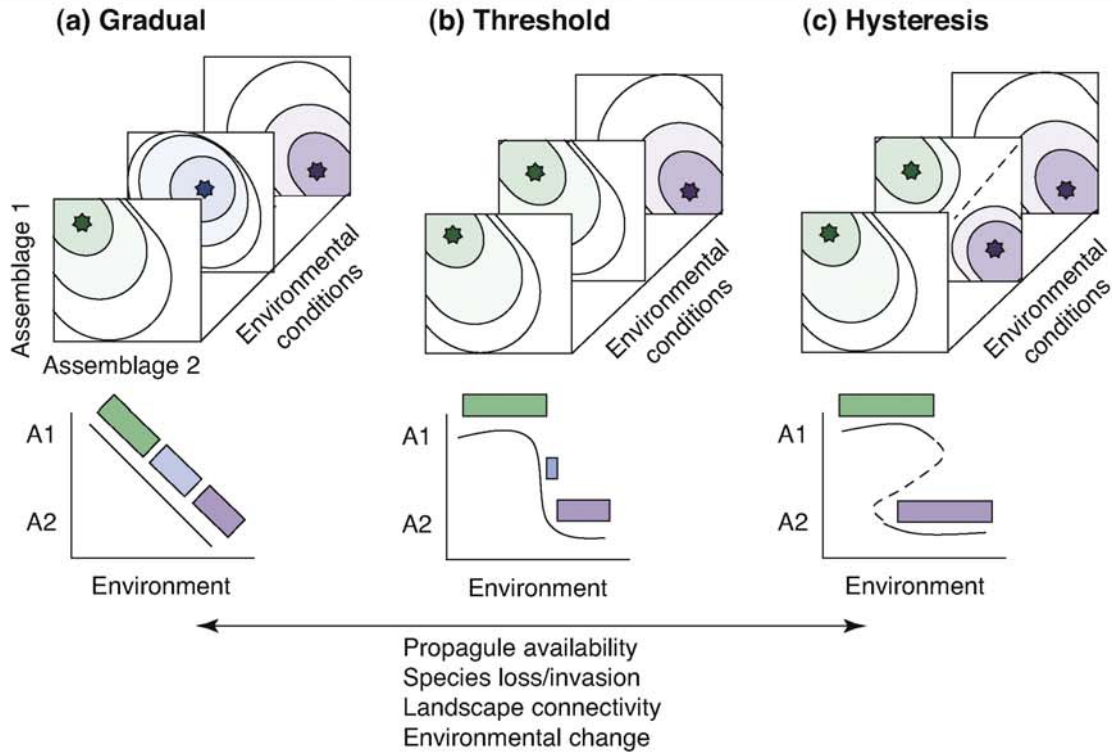 (a) Gradual
(b) Threshold
(c) Hysteresis
Assemblage 1
Assemblage 2
Environmental
conditions
Environmental
conditions
Environmental
conditions
A1
A2
Environment
A1
A2
Environment
A1
A2
Environment
Propagule availability
Species loss/invasion
Landscape connectivity
Environmental change